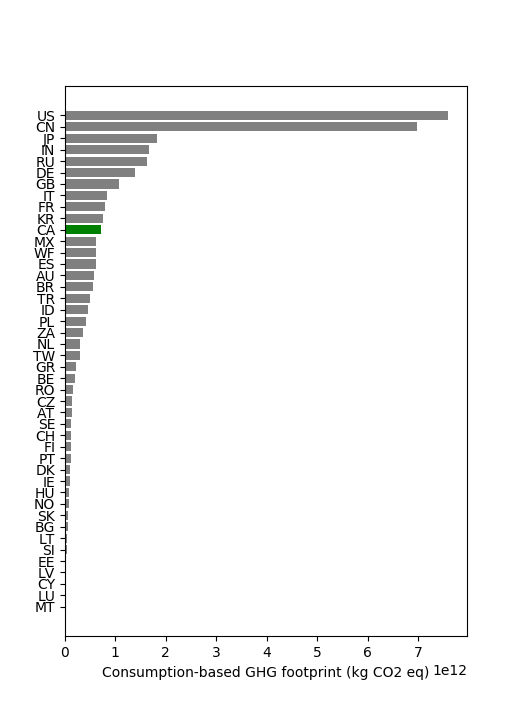 US
CN
JP
IN
RU
DE
GB
IT
FR
KR
CA
MX
WF
ES
AU
BR
TR
ID
PL
ZA
NL
TW
GR
BE
RO
CZ
AT
SE
CH
FI
PT
DK
IE
HU
NO
SK
BG
LT
SI
EE
LV
CY
LU
MT
0 1 2 3 4 5 6 7
Consumption-based GHG footprint (kg CO2 eq) 1e12